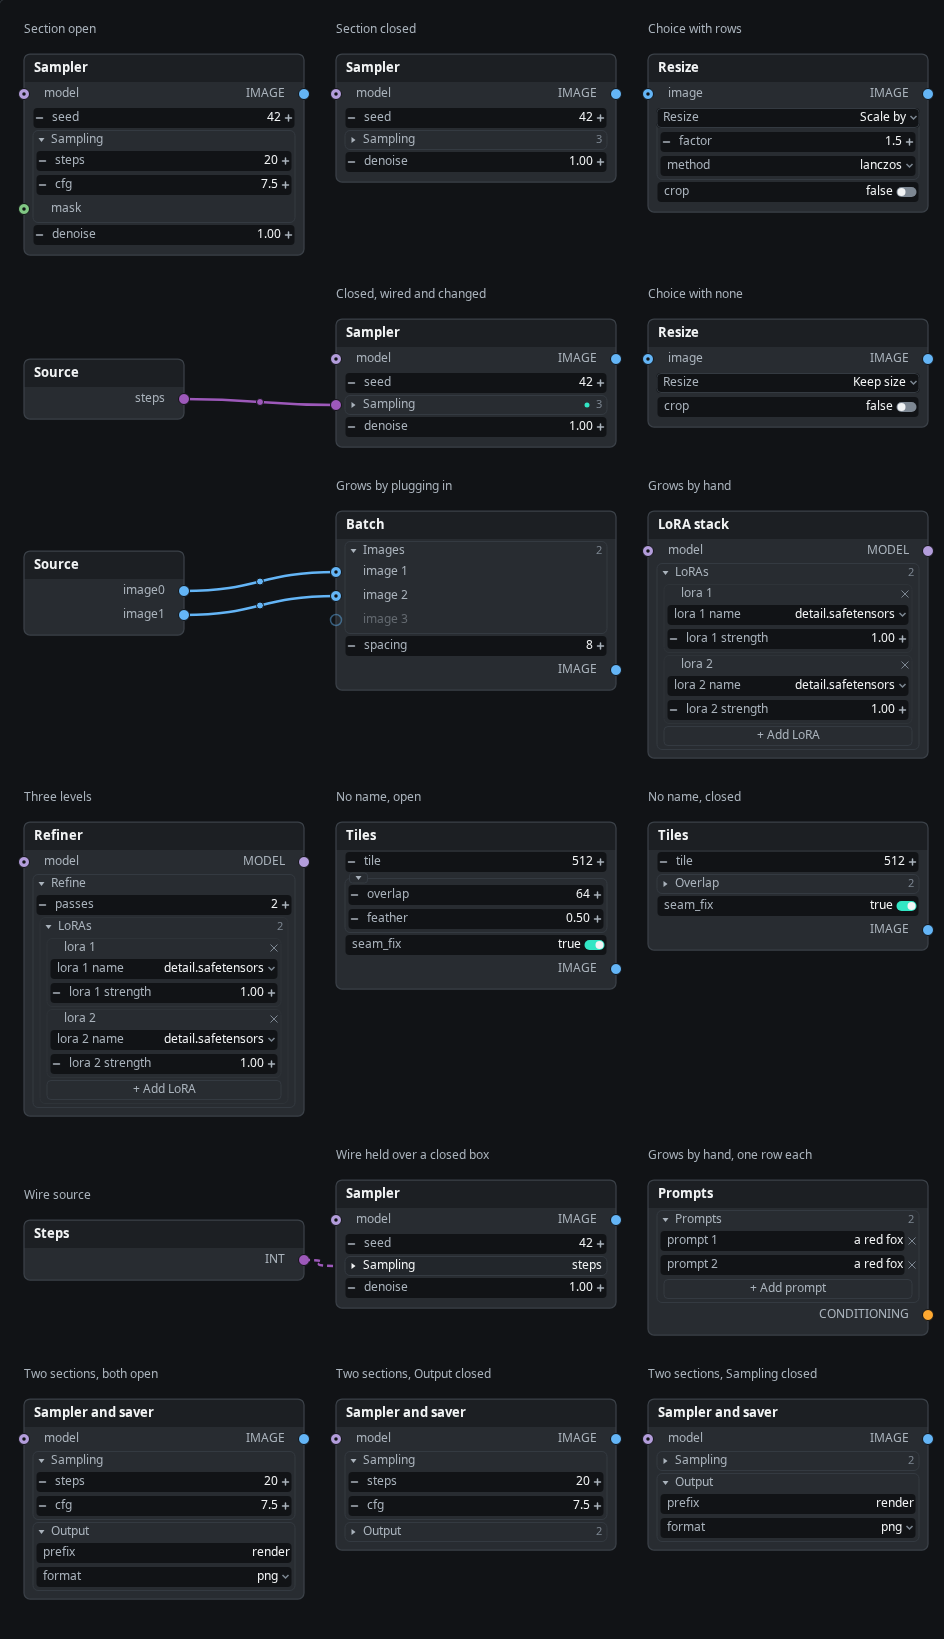 Section open
Sampler
model IMAGE
seed 42
Sampling
steps 20
cfg 7.5
mask
denoise 1.00
Section closed
Sampler
model IMAGE
seed 42
Sampling 3
denoise 1.00
Choice with rows
Resize
image IMAGE
Resize Scale by
factor 1.5
method lanczos
crop false
Source
steps
Closed, wired and changed
Sampler
model IMAGE
seed 42
Sampling 3
denoise 1.00
Choice with none
Resize
image IMAGE
Resize Keep size
crop false
Source
image0
image1
Grows by plugging in
Batch
Images 2
image 1
image 2
image 3
spacing 8
IMAGE
Grows by hand
LoRA stack
model MODEL
LoRAs 2
lora 1
lora 1 name detail.safetensors
lora 1 strength 1.00
lora 2
lora 2 name detail.safetensors
lora 2 strength 1.00
+ Add LoRA
Three levels
Refiner
model MODEL
Refine
passes 2
LoRAs 2
lora 1
lora 1 name detail.safetensors
lora 1 strength 1.00
lora 2
lora 2 name detail.safetensors
lora 2 strength 1.00
+ Add LoRA
No name, open
Tiles
tile 512
overlap 64
feather 0.50
seam_fix true
IMAGE
No name, closed
Tiles
tile 512
Overlap 2
seam_fix true
IMAGE
Wire source
Steps
INT
Wire held over a closed box
Sampler
model IMAGE
seed 42
Sampling steps
denoise 1.00
Grows by hand, one row each
Prompts
Prompts 2
prompt 1 a red fox
prompt 2 a red fox
+ Add prompt
CONDITIONING
Two sections, both open
Sampler and saver
model IMAGE
Sampling
steps 20
cfg 7.5
Output
prefix render
format png
Two sections, Output closed
Sampler and saver
model IMAGE
Sampling
steps 20
cfg 7.5
Output 2
Two sections, Sampling closed
Sampler and saver
model IMAGE
Sampling 2
Output
prefix render
format png